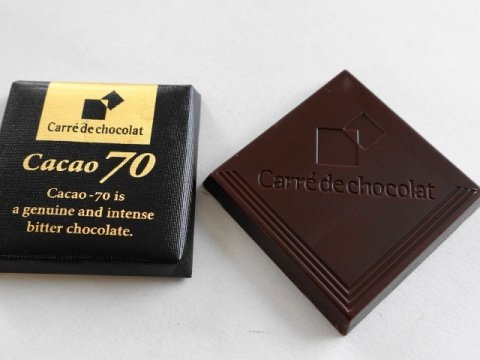 Carré de chocolat
Cacao 70
Cacao-70 is
a genuine and intense
bitter chocolate.
Carré de chocolat